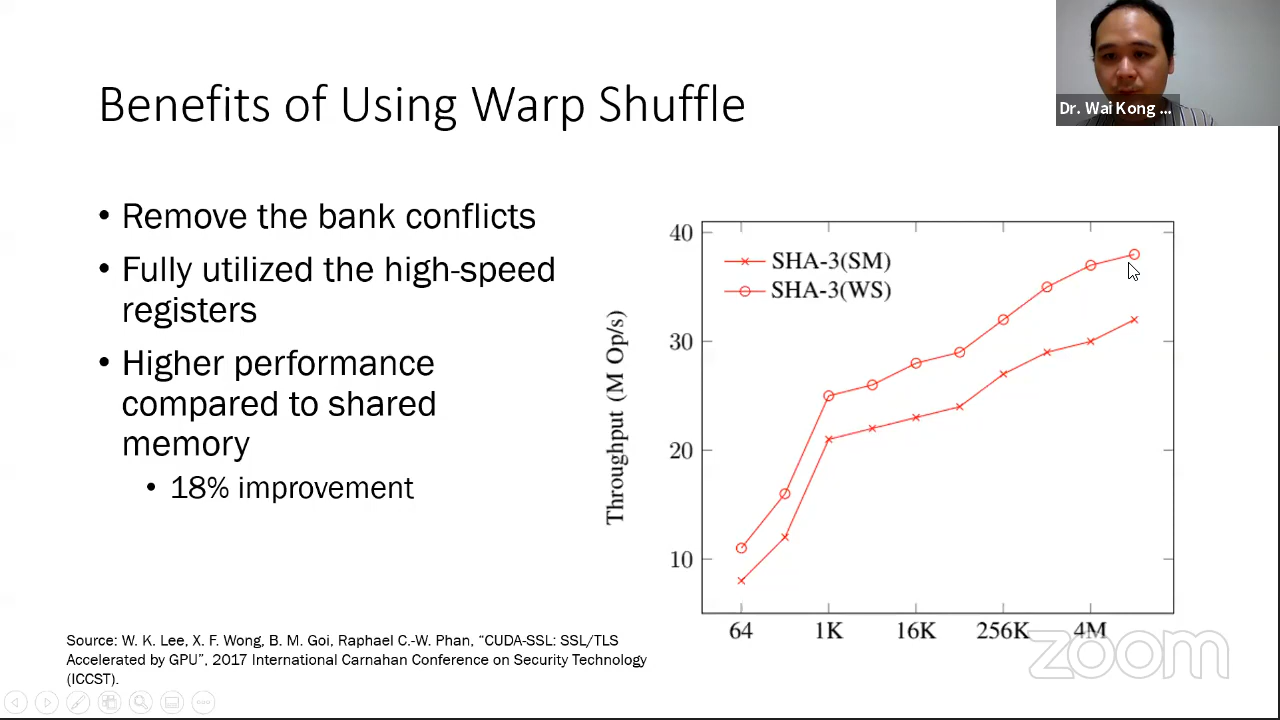 Dr. Wai Kong ...
Benefits of Using Warp Shuffle
• Remove the bank conflicts
• Fully utilized the high-speed
registers
• Higher performance
compared to shared
memory
• 18% improvement
40
30
20
10
Throughput (M Op/s)
SHA-3(SM)
SHA-3(WS)
64 1K 16K 256K 4M
Source: W. K. Lee, X. F. Wong, B. M. Goi, Raphael C.-W. Phan, “CUDA-SSL: SSL/TLS
Accelerated by GPU”, 2017 International Carnahan Conference on Security Technology
(ICCST).
zoom